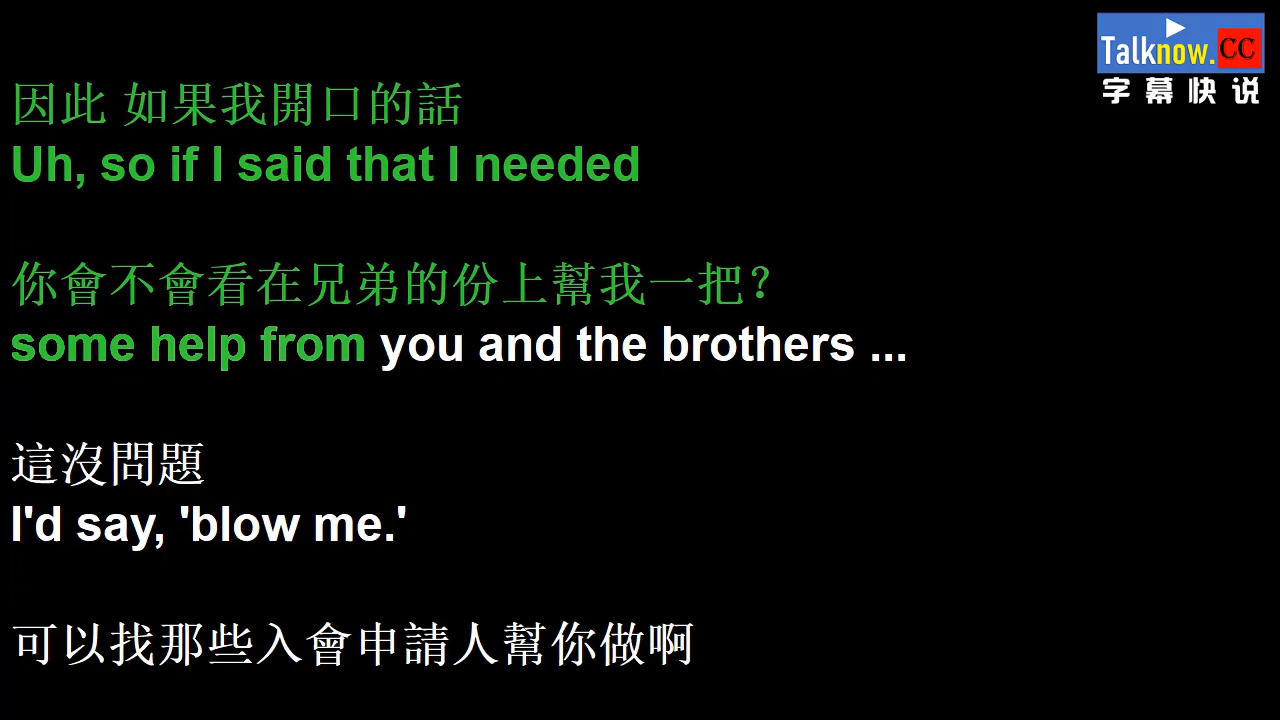 Talknow.CC
字幕快说
因此 如果我開口的話
Uh, so if I said that I needed
你會不會看在兄弟的份上幫我一把？
some help from you and the brothers ...
這沒問題
I'd say, 'blow me.'
可以找那些入會申請人幫你做啊